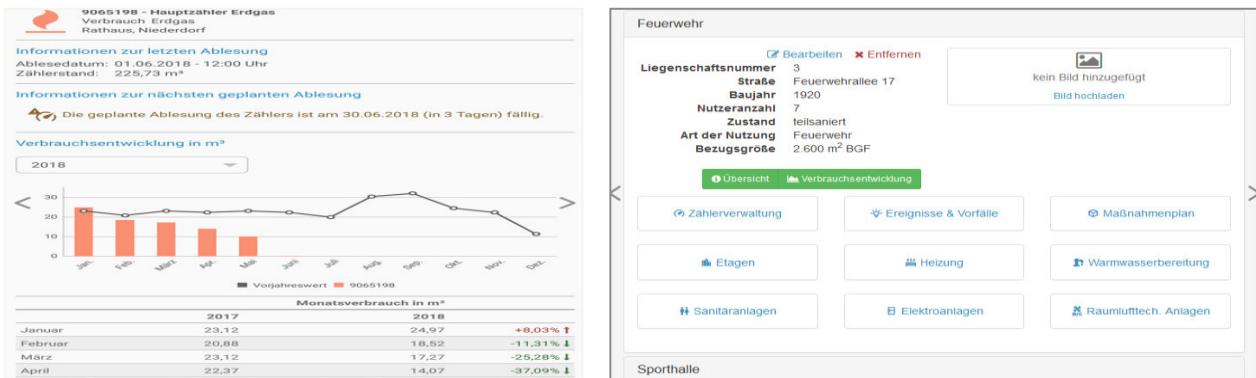 9065198 - Hauptzähler Erdgas
Verbrauch Erdgas
Rathaus, Niederdorf
Informationen zur letzten Ablesung
Ablesedatum: 01.06.2018 - 12:00 Uhr
Zählerstand: 225,73 m³
Informationen zur nächsten geplanten Ablesung
Die geplante Ablesung des Zählers ist am 30.06.2018 (in 3 Tagen) fällig.
Verbrauchsentwicklung in m³
2018
30
20
10
0
Jan. Feb. März Apr. Mai Juni Juli Aug. Sep. Okt. Nov. Dez.
Vorjahreswert 9065198
Monatsverbrauch in m³
2017 2018
Januar 23,12 24,97 +8,03%
Februar 20,88 18,52 -11,31%
März 23,12 17,27 -25,28%
April 22,37 14,07 -37,09%
Feuerwehr
Bearbeiten Entfernen
Liegenschaftsnummer 3
Straße Feuerwehrallee 17
Baujahr 1920
Nutzeranzahl 7
Zustand teilsaniert
Art der Nutzung Feuerwehr
Bezugsgröße 2.600 m² BGF
kein Bild hinzugefügt
Bild hochladen
Übersicht Verbrauchsentwicklung
Zählerverwaltung Ereignisse & Vorfälle Maßnahmenplan
Etagen Heizung Warmwasserbereitung
Sanitäranlagen Elektroanlagen Raumlufttech. Anlagen
Sporthalle